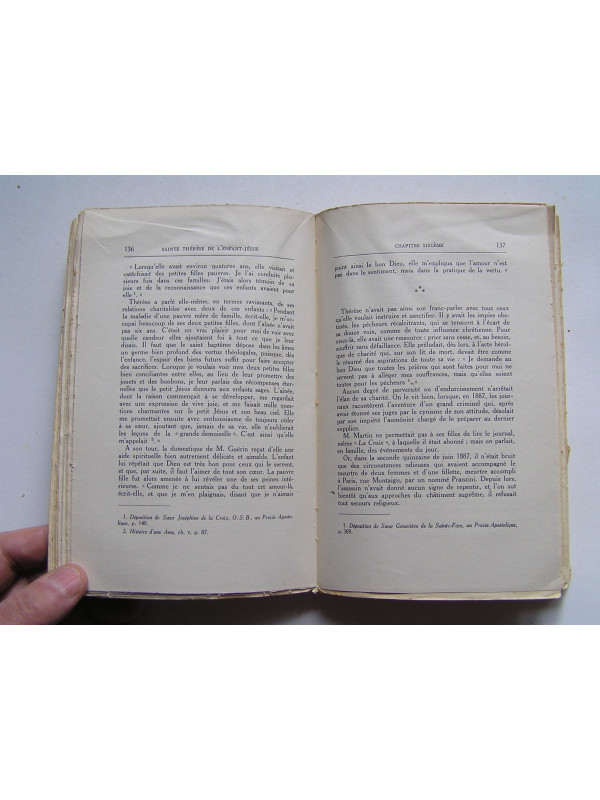 136 SAINTE THÉRÈSE DE L'ENFANT-JÉSUS
« Lorsqu'elle avait environ quatorze ans, elle visitait et
catéchisait des petites filles pauvres. Je l'ai conduite plu-
sieurs fois dans ces familles. J'étais alors témoin de sa
joie et de la reconnaissance que ces enfants avaient pour
elle ¹. »
Thérèse a parlé elle-même, en termes ravissants, de ses
relations charitables avec deux de ces enfants : « Pendant
la maladie d'une pauvre mère de famille, écrit-elle, je m'oc-
cupai beaucoup de ses deux petites filles, dont l'aînée n'avait
pas six ans. C'était un vrai plaisir pour moi de voir avec
quelle candeur elles ajoutaient foi à tout ce que je leur
disais. Il faut que le saint baptême dépose dans les âmes
un germe bien profond des vertus théologales, puisque, dès
l'enfance, l'espoir des biens futurs suffit pour faire accepter
des sacrifices. Lorsque je voulais voir mes deux petites filles
bien conciliantes entre elles, au lieu de leur promettre des
jouets et des bonbons, je leur parlais des récompenses éter-
nelles que le petit Jésus donnera aux enfants sages. L'aînée,
dont la raison commençait à se développer, me regardait
avec une expression de vive joie, et me faisait mille ques-
tions charmantes sur le petit Jésus et son beau ciel. Elle
me promettait ensuite avec enthousiasme de toujours céder
à sa sœur, ajoutant que, jamais de sa vie, elle n'oublierait
les leçons de la « grande demoiselle ». C'est ainsi qu'elle
m'appelait ². »
A son tour, la domestique de M. Guérin reçut d'elle une
aide spirituelle bien autrement délicate et aimable. L'enfant
lui répétait que Dieu est très bon pour ceux qui le servent,
et que, par suite, il faut l'aimer de tout son cœur. La pauvre
fille fut alors amenée à lui révéler une de ses peines inté-
rieures. « Comme je ne sentais pas du tout cet amour-là,
écrit-elle, et que je m'en plaignais, disant que je n'aimais
1. Déposition de Sœur Joséphine de la Croix, O. S. B., au Procès Aposto-
lique, p. 140.
2. Histoire d'une Ame, ch. v, p. 87.
CHAPITRE SIXIÈME 137
point ainsi le bon Dieu, elle m'expliqua que l'amour n'est
pas dans le sentiment, mais dans la pratique de la vertu. »
* * *
Thérèse n'avait pas ainsi son franc-parler avec tous ceux
qu'elle voulait instruire et sanctifier. Il y avait les impies obs-
tinés, les pécheurs récalcitrants, qui se tenaient à l'écart de
sa douce voix, comme de toute influence chrétienne. Pour
ceux-là, elle avait une ressource : prier sans cesse, et, au besoin,
souffrir sans défaillance. Elle préludait, dès lors, à l'acte héroï-
que de charité qui, sur son lit de mort, devait être comme
le résumé des aspirations de toute sa vie : « Je demande au
bon Dieu que toutes les prières qui sont faites pour moi ne
servent pas à alléger mes souffrances, mais qu'elles soient
toutes pour les pécheurs ¹... »
Aucun degré de perversité ou d'endurcissement n'arrêtait
l'élan de sa charité. On le vit bien, lorsque, en 1887, les jour-
naux racontèrent l'aventure d'un grand criminel qui, après
avoir étonné ses juges par le cynisme de son attitude, désolait
par son impiété l'aumônier chargé de le préparer au dernier
supplice.
M. Martin ne permettait pas à ses filles de lire le journal,
même « La Croix », à laquelle il était abonné; mais on parlait,
en famille, des événements du jour.
Or, dans la seconde quinzaine de juin 1887, il n'était bruit
que des circonstances odieuses qui avaient accompagné le
meurtre de deux femmes et d'une fillette, meurtre accompli
à Paris, rue Montaigu, par un nommé Pranzini. Depuis lors,
l'assassin n'avait donné aucun signe de repentir, et l'on sut
bientôt qu'aux approches du châtiment suprême, il refusait
tout secours religieux.
1. Déposition de Sœur Geneviève de la Sainte-Face, au Procès Apostolique,
p. 369.